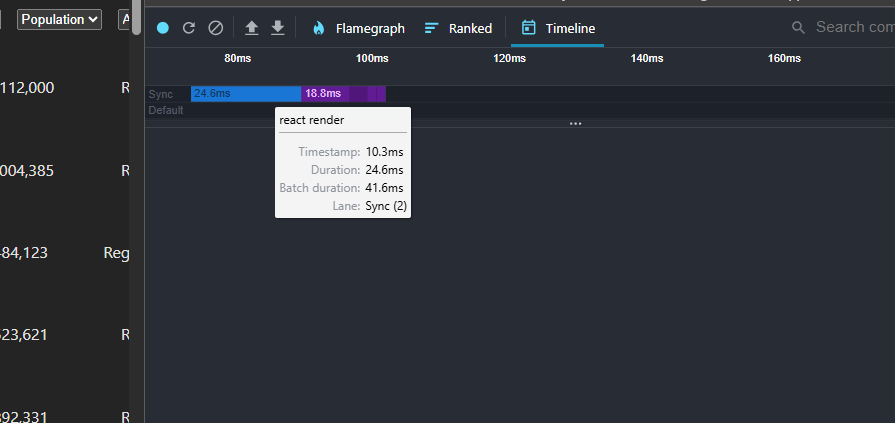 Population A
112,000 R
004,385 R
484,123 Reg
523,621 R
392,331 R
Flamegraph Ranked Timeline Search com
80ms 100ms 120ms 140ms 160ms
Sync 24.6ms 18.8ms
Default
react render
Timestamp: 10.3ms
Duration: 24.6ms
Batch duration: 41.6ms
Lane: Sync (2)